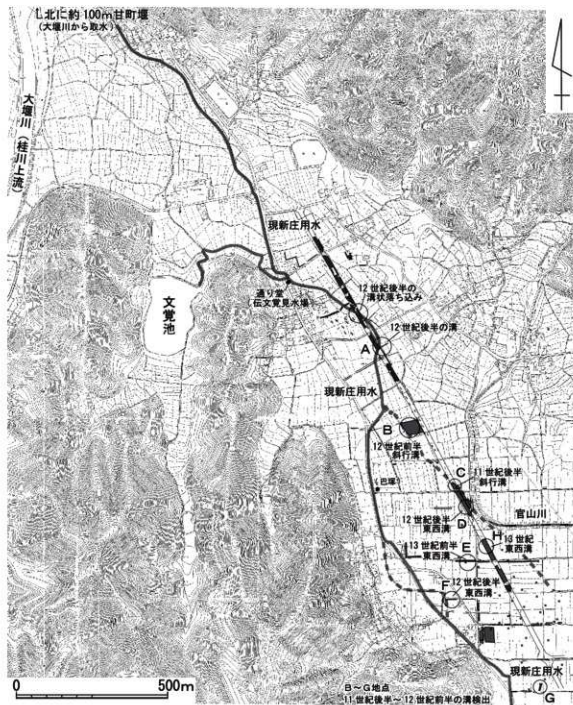 北に約100m甘町堰
(大堰川から取水)
大堰川(桂川上流)
現新庄用水
12世紀後半の
溝状落ち込み
通り堂
(伝文覚見水場)
文覚池
12世紀後半の溝
A
現新庄用水
B
12世紀前半
斜行溝
C
11世紀後半
斜行溝
(巴塚)
官山川
12世紀後半
東西溝
D
H
13世紀
東西溝
13世紀前半
東西溝
E
12世紀後半
東西溝
F
現新庄用水
0
500m
B～G地点
11世紀後半～12世紀前半の溝検出
G